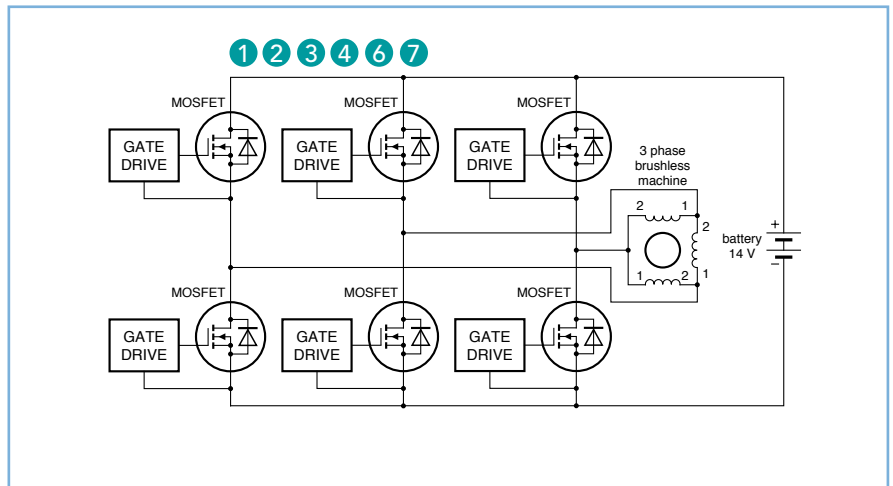 1 2 3 4 6 7
MOSFET MOSFET MOSFET
GATE DRIVE GATE DRIVE GATE DRIVE
3 phase
brushless
machine
2 1
2
battery
14 V
+
–
1 2
1
MOSFET MOSFET MOSFET
GATE DRIVE GATE DRIVE GATE DRIVE